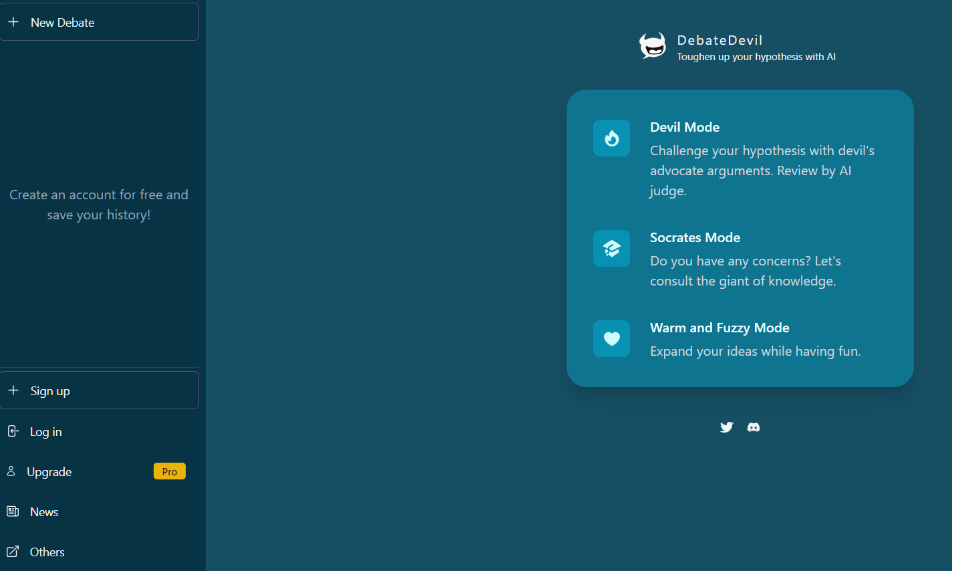 New Debate
Create an account for free and
save your history!
Sign up
Log in
Upgrade
Pro
News
Others
DebateDevil
Toughen up your hypothesis with AI
Devil Mode
Challenge your hypothesis with devil's
advocate arguments. Review by AI
judge.
Socrates Mode
Do you have any concerns? Let's
consult the giant of knowledge.
Warm and Fuzzy Mode
Expand your ideas while having fun.